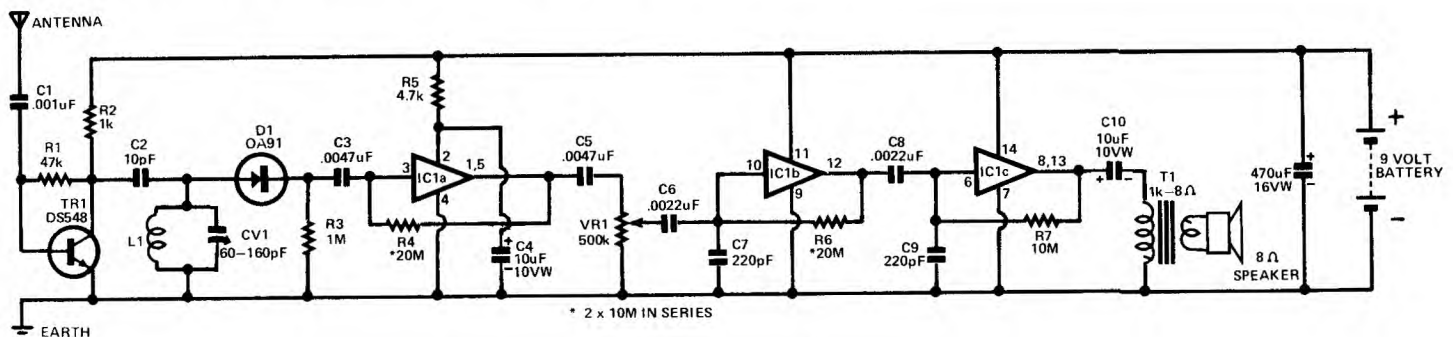 ANTENNA
C1
.001uF
R2
1k
R1
47k
C2
10pF
TR1
DS548
L1
CV1
60–160pF
D1
OA91
R3
1M
C3
.0047uF
R5
4.7k
3
2
IC1a
1,5
4
R4
*20M
C4
+
10uF
–10VW
C5
.0047uF
VR1
500k
C6
.0022uF
C7
220pF
10
11
IC1b
12
9
R6
*20M
C8
.0022uF
C9
220pF
6
14
IC1c
8,13
7
R7
10M
C10
10uF
10VW
+ –
T1
1k–8Ω
8Ω
SPEAKER
470uF
16VW
+
–
+
9 VOLT
BATTERY
–
EARTH
* 2 x 10M IN SERIES